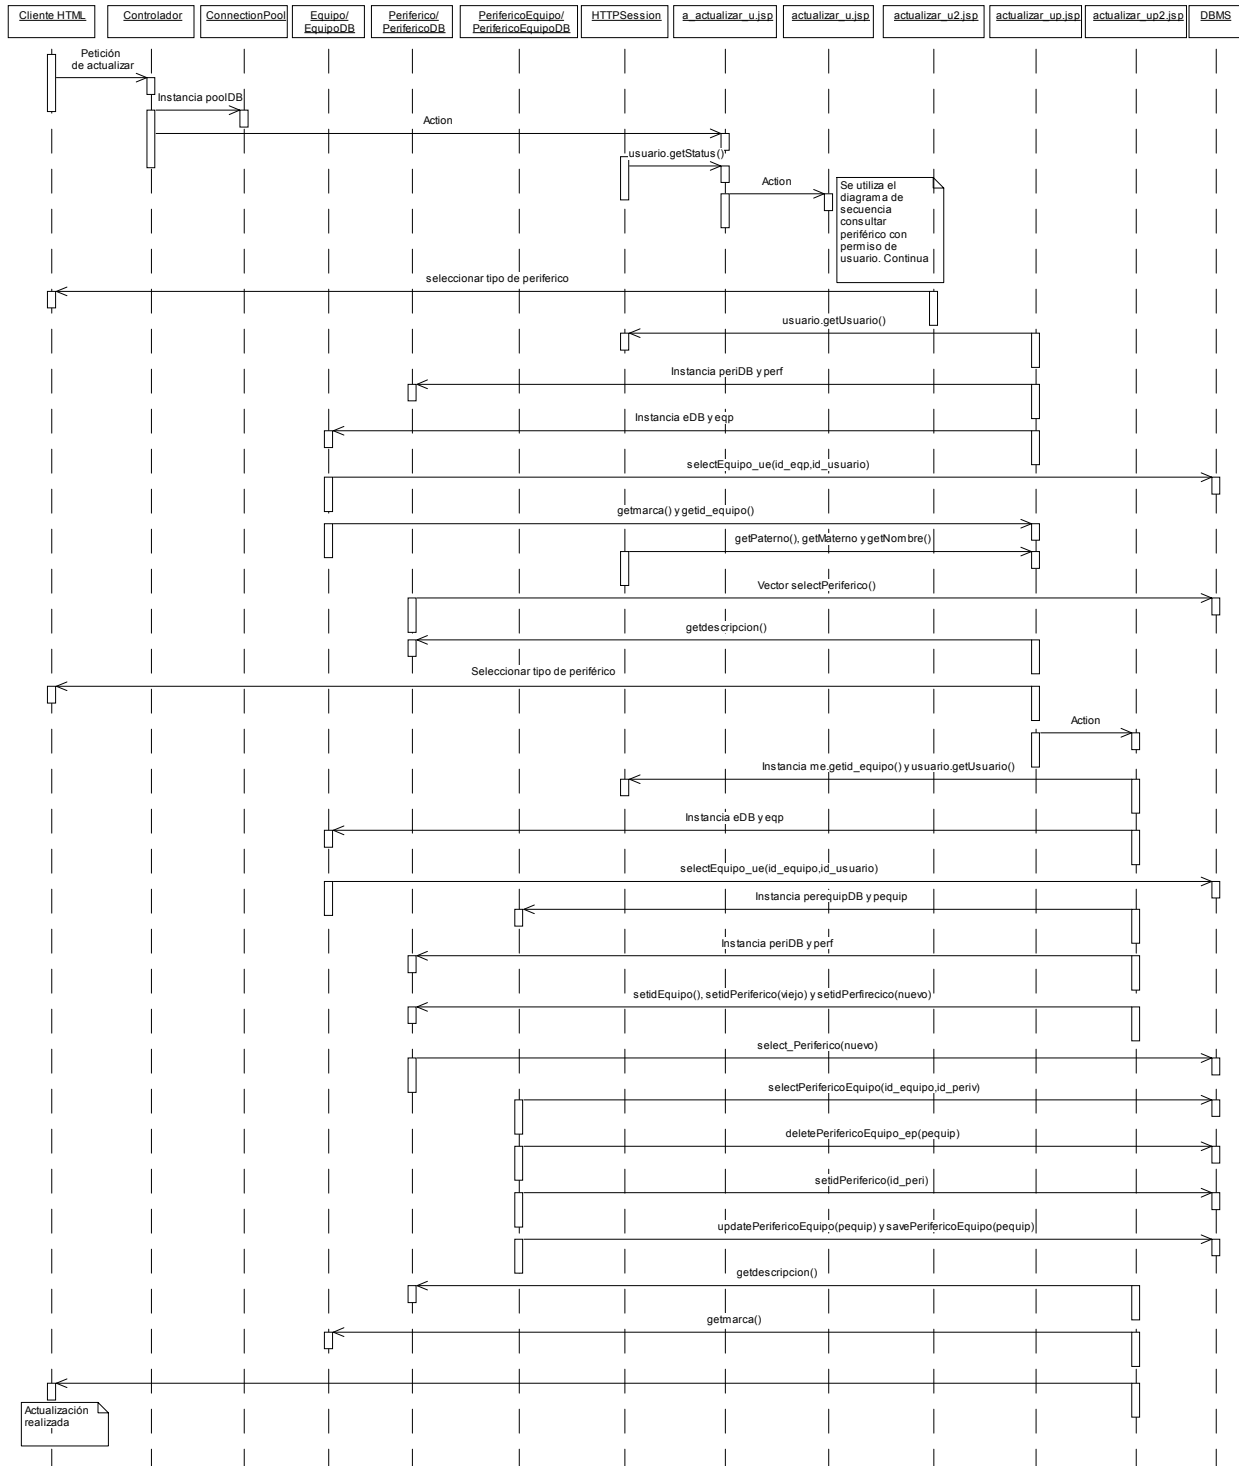 Cliente HTML
Controlador
ConnectionPool
Equipo/
EquipoDB
Periferico/
PerifericoDB
PerifericoEquipo/
PerifericoEquipoDB
HTTPSession
a_actualizar_u.jsp
actualizar_u.jsp
actualizar_u2.jsp
actualizar_up.jsp
actualizar_up2.jsp
DBMS
Petición
de actualizar
Instancia poolDB
Action
usuario.getStatus()
Action
Se utiliza el
diagrama de
secuencia
consultar
periférico con
permiso de
usuario. Continua
seleccionar tipo de periferico
usuario.getUsuario()
Instancia periDB y perf
Instancia eDB y eqp
selectEquipo_ue(id_eqp,id_usuario)
getmarca() y getid_equipo()
getPaterno(), getMaterno y getNombre()
Vector selectPeriferico()
getdescripcion()
Seleccionar tipo de periférico
Action
Instancia me.getid_equipo() y usuario.getUsuario()
Instancia eDB y eqp
selectEquipo_ue(id_equipo,id_usuario)
Instancia perequipDB y pequip
Instancia periDB y perf
setidEquipo(), setidPeriferico(viejo) y setidPerfirecico(nuevo)
select_Periferico(nuevo)
selectPerifericoEquipo(id_equipo,id_periv)
deletePerifericoEquipo_ep(pequip)
setidPeriferico(id_peri)
updatePerifericoEquipo(pequip) y savePerifericoEquipo(pequip)
getdescripcion()
getmarca()
Actualización
realizada